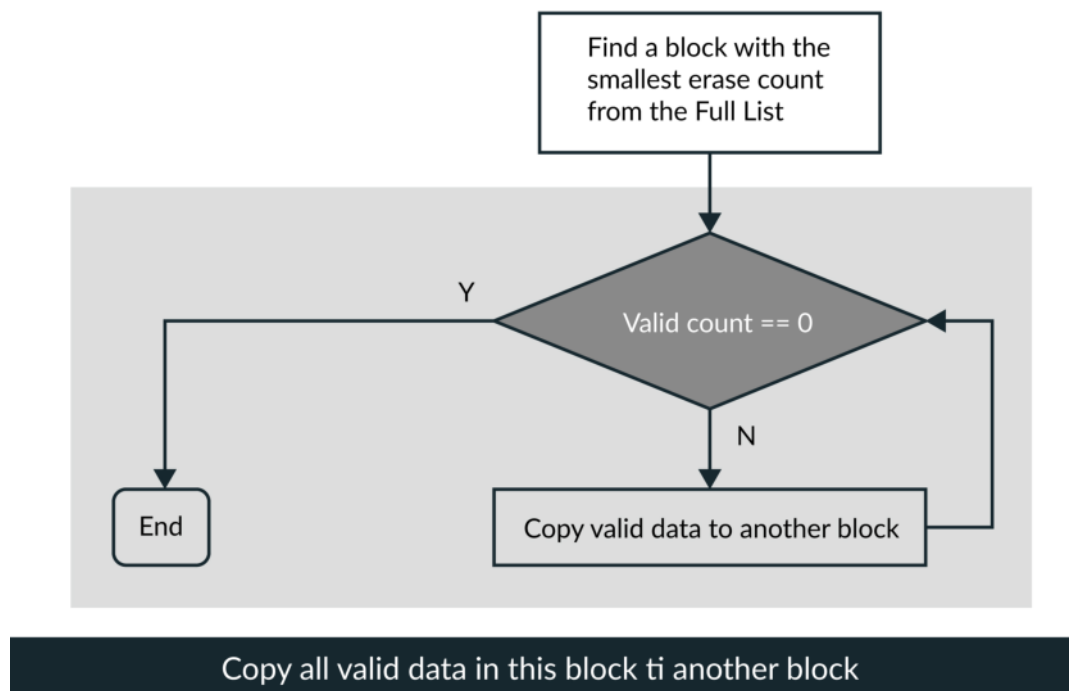 Find a block with the
smallest erase count
from the Full List
Y
Valid count == 0
N
End
Copy valid data to another block
Copy all valid data in this block ti another block